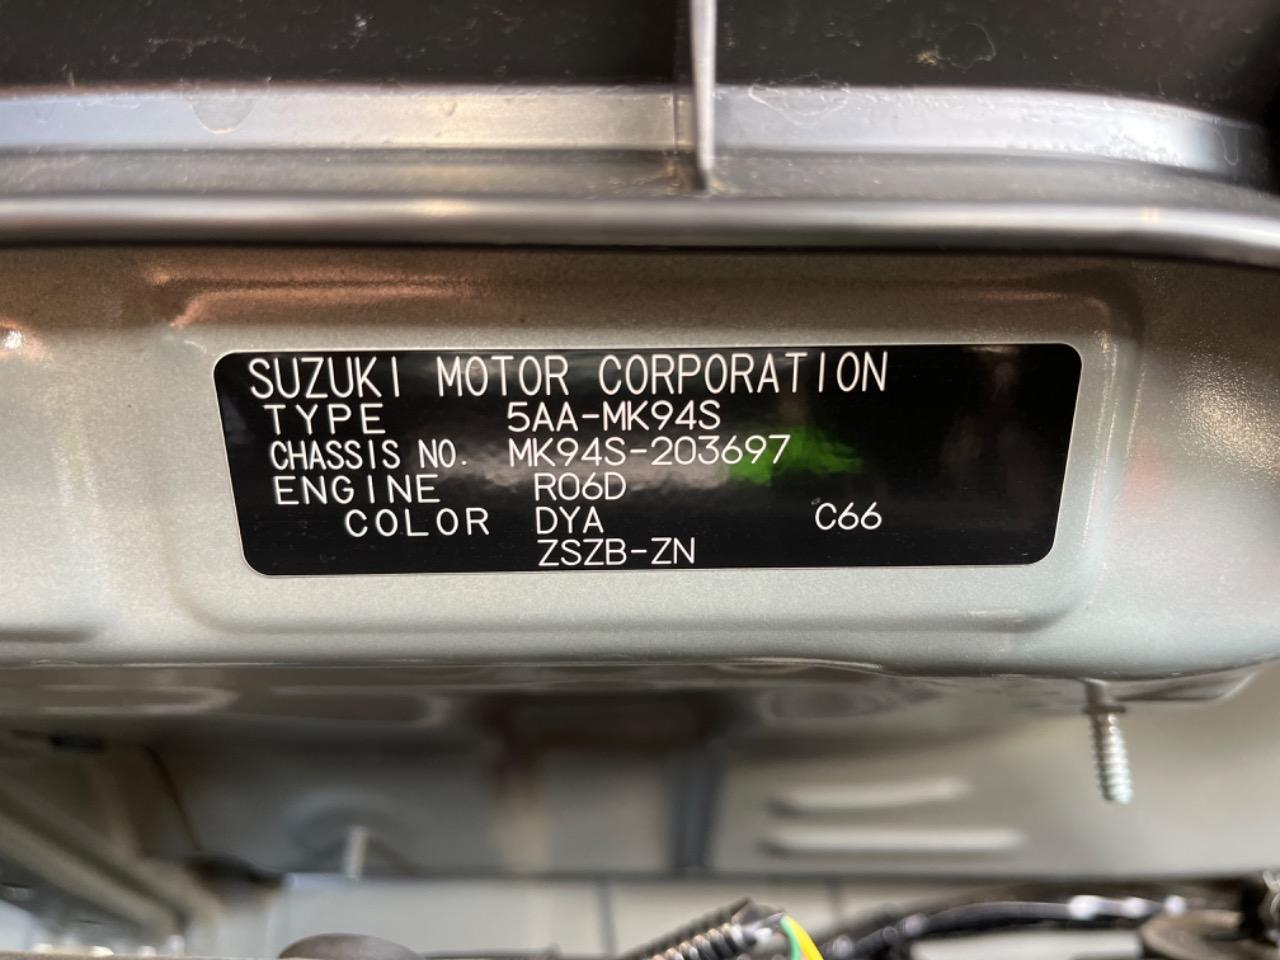 SUZUKI MOTOR CORPORATION
TYPE 5AA-MK94S
CHASSIS NO. MK94S-203697
ENGINE R06D
COLOR DYA C66
ZSZB-ZN